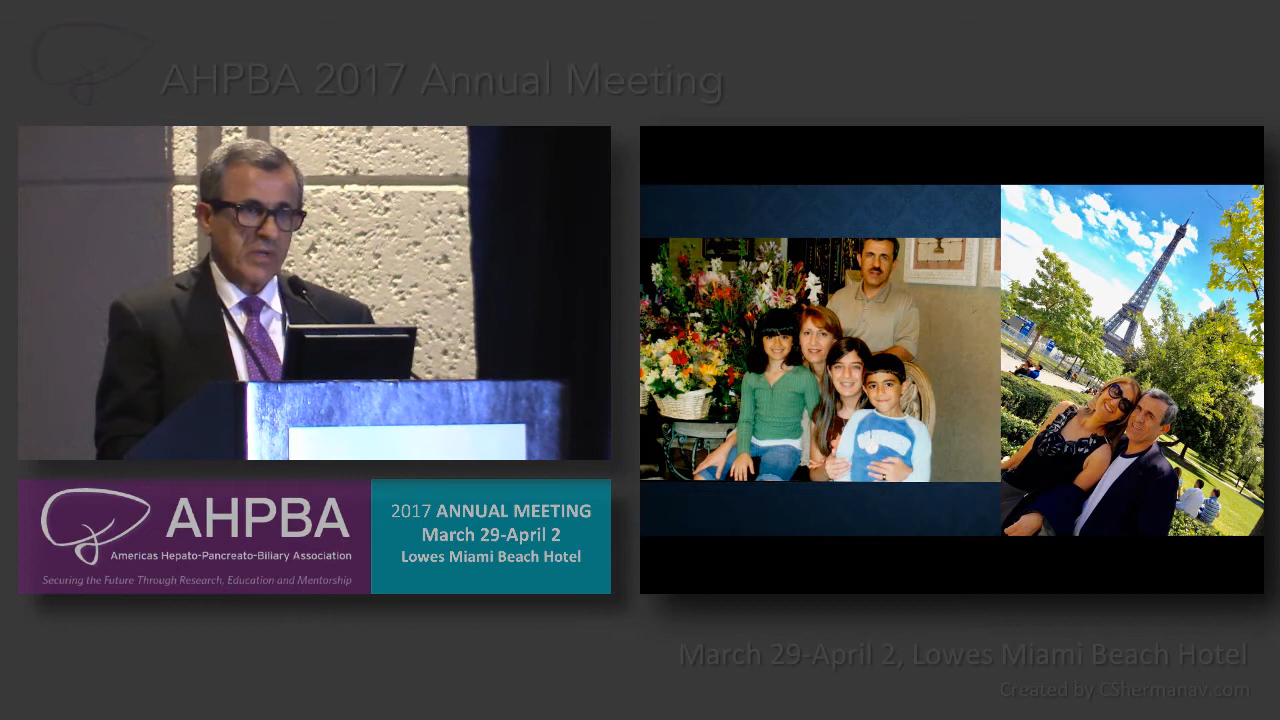 AHPBA 2017 Annual Meeting
AHPBA
Americas Hepato-Pancreato-Biliary Association
Securing the Future Through Research, Education and Mentorship
2017 ANNUAL MEETING
March 29-April 2
Lowes Miami Beach Hotel
March 29-April 2, Lowes Miami Beach Hotel
Created by CShermanav.com